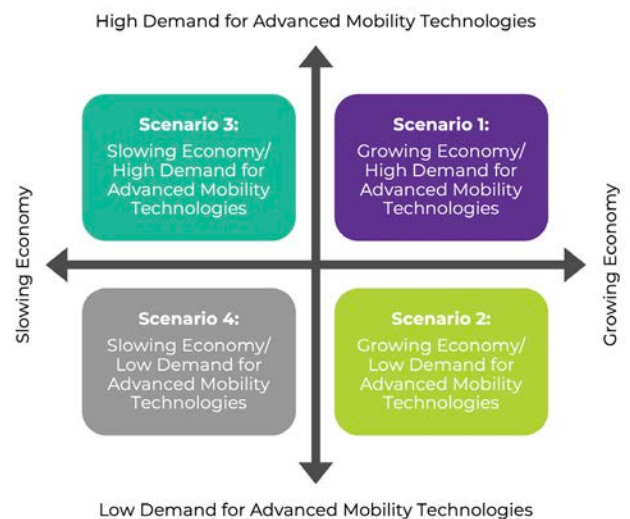 High Demand for Advanced Mobility Technologies
Scenario 3:
Slowing Economy/
High Demand for
Advanced Mobility
Technologies
Scenario 1:
Growing Economy/
High Demand for
Advanced Mobility
Technologies
Slowing Economy
Growing Economy
Scenario 4:
Slowing Economy/
Low Demand for
Advanced Mobility
Technologies
Scenario 2:
Growing Economy/
Low Demand for
Advanced Mobility
Technologies
Low Demand for Advanced Mobility Technologies